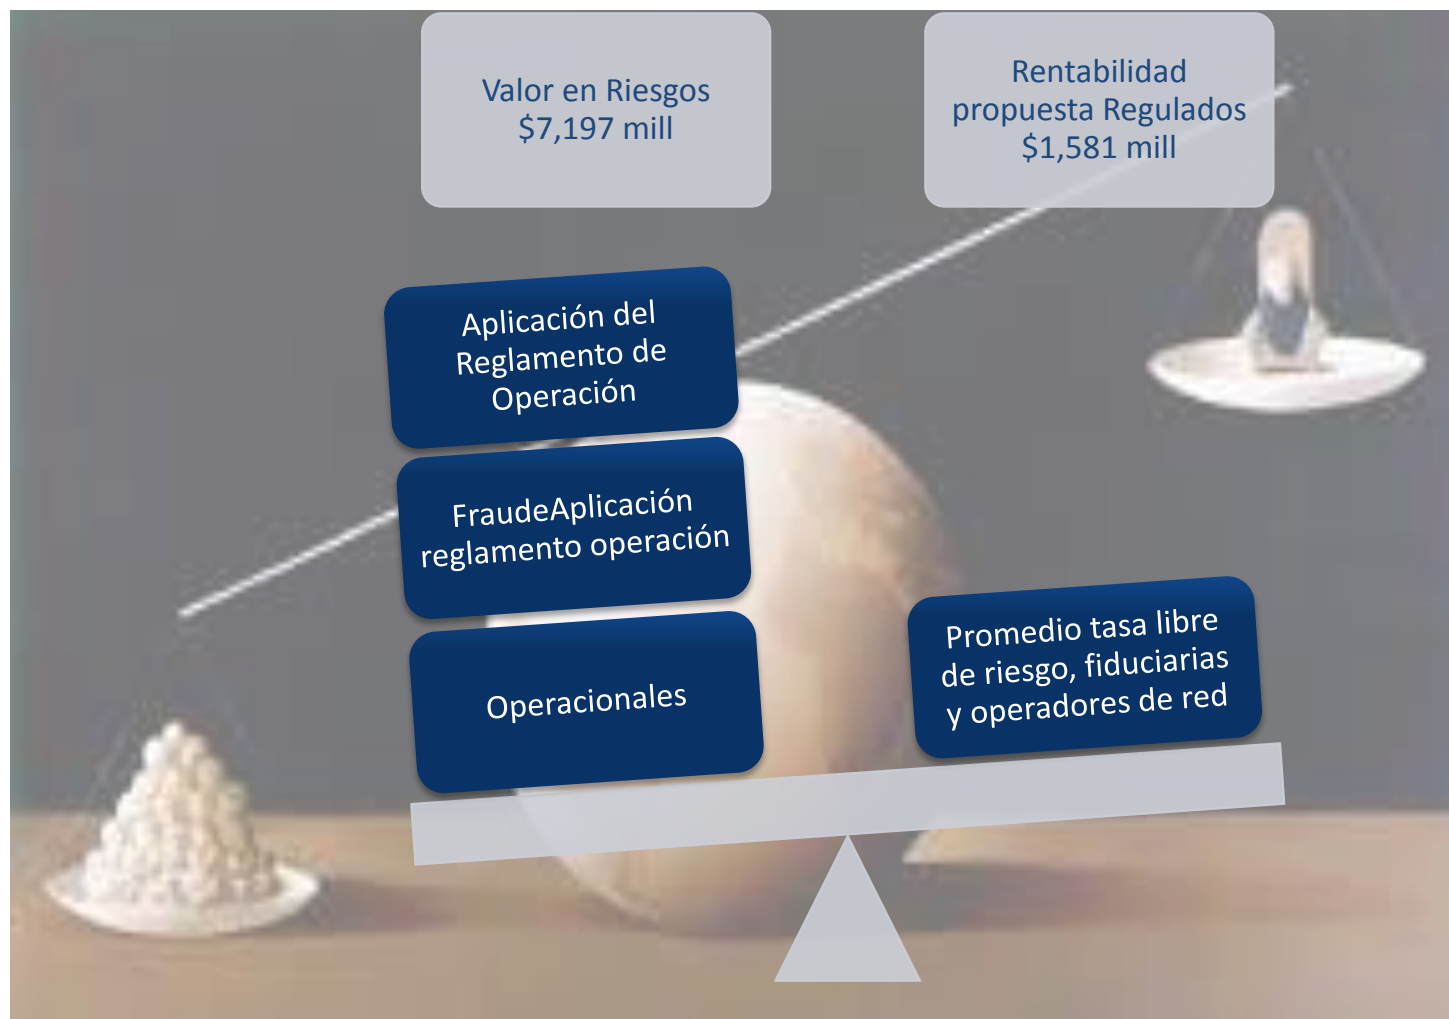 Valor en Riesgos
$7,197 mill
Rentabilidad
propuesta Regulados
$1,581 mill
Aplicación del
Reglamento de
Operación
FraudeAplicación
reglamento operación
Operacionales
Promedio tasa libre
de riesgo, fiduciarias
y operadores de red